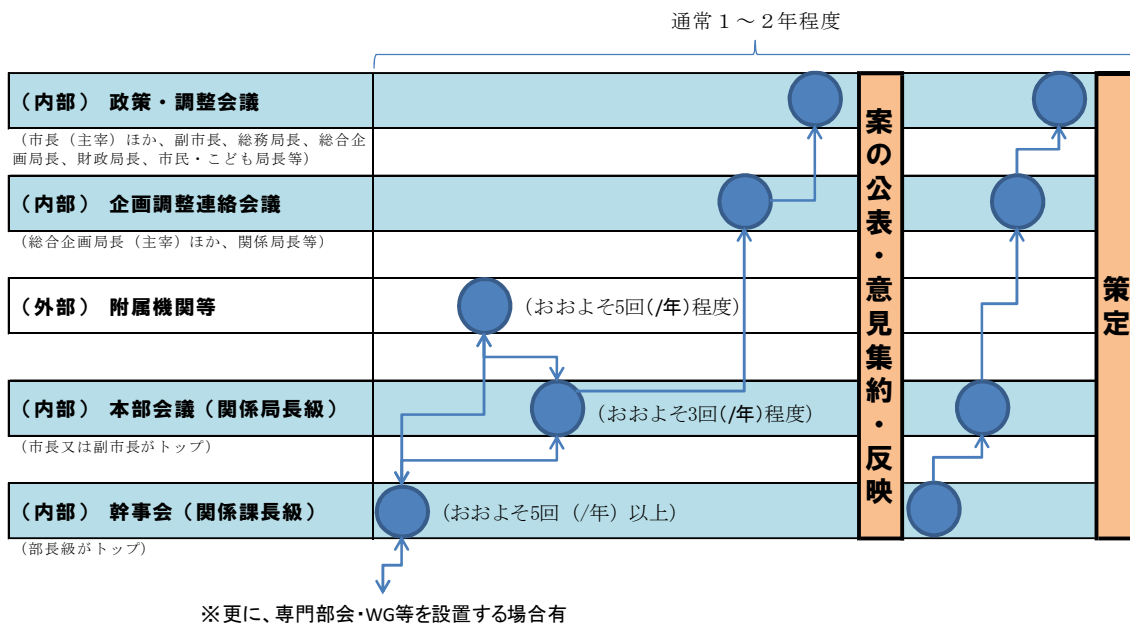 通常１～２年程度
（内部） 政策・調整会議
（市長（主宰）ほか、副市長、総務局長、総合企
画局長、財政局長、市民・こども局長等）
（内部） 企画調整連絡会議
（総合企画局長（主宰）ほか、関係局長等）
（外部） 附属機関等
（おおよそ5回(/年)程度）
（内部） 本部会議（関係局長級）
（おおよそ3回(/年)程度）
（市長又は副市長がトップ）
（内部） 幹事会（関係課長級）
（おおよそ5回（/年）以上）
（部長級がトップ）
※更に、専門部会・WG等を設置する場合有
案の公表・意見集約・反映
策定